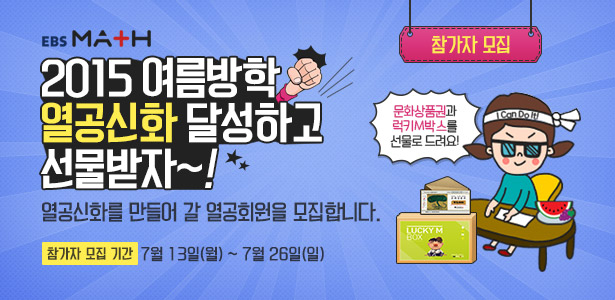 EBS MATH
참가자 모집
2015 여름방학
열공신화 달성하고
선물받자~!
열공신화를 만들어 갈 열공회원을 모집합니다.
참가자 모집 기간 7월 13일(월) ~ 7월 26일(일)
문화상품권과
럭키M박스를
선물로 드려요!
I Can Do It!
LUCKY M
BOX